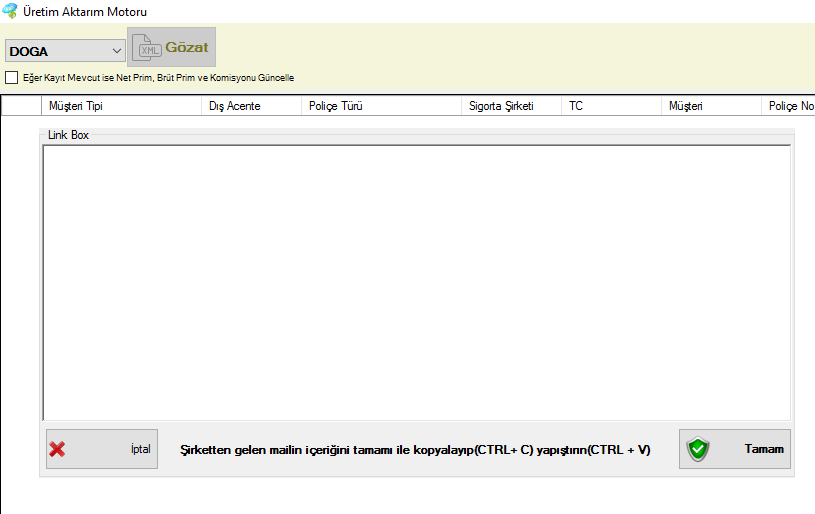 Üretim Aktarım Motoru
DOGA
XML
Gözat
Eğer Kayıt Mevcut ise Net Prim, Brüt Prim ve Komisyonu Güncelle
Müşteri Tipi Dış Acente Poliçe Türü Sigorta Şirketi TC Müşteri Poliçe No
Link Box
İptal
Şirketten gelen mailin içeriğini tamamı ile kopyalayıp(CTRL+ C) yapıştırın(CTRL + V)
Tamam